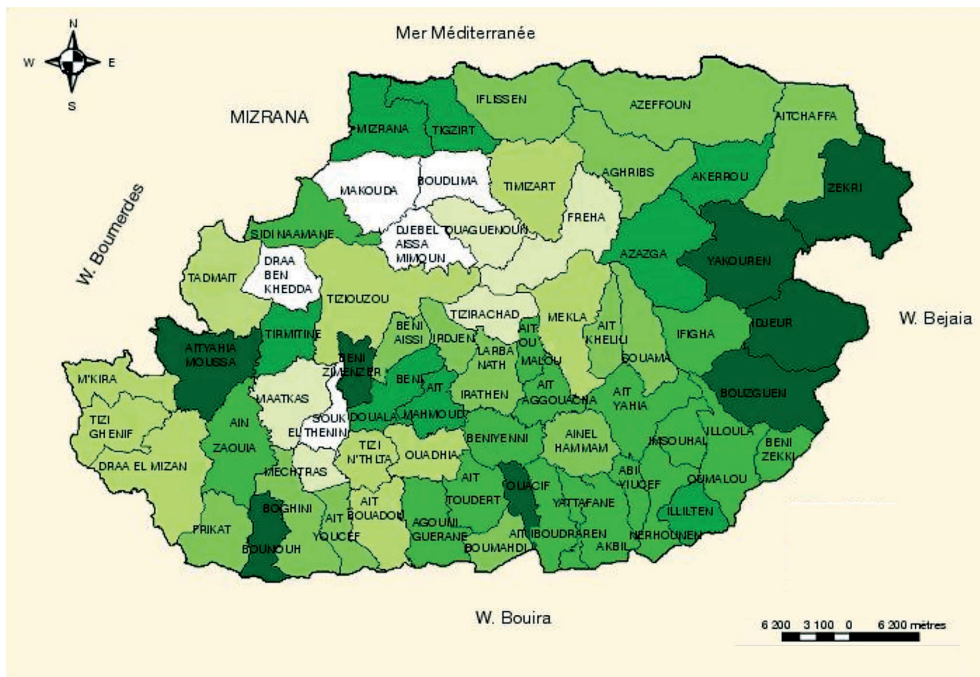 N
Mer Méditerranée
W
E
S
MIZRANA
W. Boumerdes
IFLISSEN
AZEFFOUN
AITCHAFFA
MIZRANA
TIGZIRT
AGHRIBS
AKERROU
ZEKRI
MAKOUDA
BOUDLIMA
TIMIZART
FREHA
SIDI NAAMANE
DJEBEL
AISSA
MIMOUN
OUAGUENOUN
AZAZGA
YAKOUREN
TADMAIT
DRAA
BEN
KHEDDA
TIZIOUZOU
TIZIRACHAD
MEKLA
AIT
KHELILI
SOUAMA
IFIGHA
IDJEUR
W. Bejaia
TIRMITINE
BENI
AISSI
IRDJEN
AIT
OU
MALOU
AITYAHIA
MOUSSA
BENI
ZIMENZER
LARBA
NATH
IRATHEN
M'KIRA
MAATKAS
BENI
DOUALA
AIT
MAHMOUD
AIT
AGGOUACHA
AIT
YAHIA
BOUZGUEN
TIZI
GHENIF
AIN
ZAOUIA
SOUK
EL THENIN
BENIYENNI
AINEL
HAMMAM
IMSOUHAL
ILLOULA
OUMALOU
BENI
ZEKKI
DRAA EL MIZAN
MECHTRAS
TIZI
N'THLTA
OUADHIA
ABI
YIUCEF
FRIKAT
BOGHINI
BOUNOUH
AIT
YOUCEF
AIT
BOUADOU
AIT
TOUDERT
OUACIF
YATTAFANE
ILLILTEN
AGOUNI
GUERANE
AIT
BOUMAHDI
IBOUDRAREN
AKBIL
W. Bouira
6 200 3 100 0 6 200 mètres